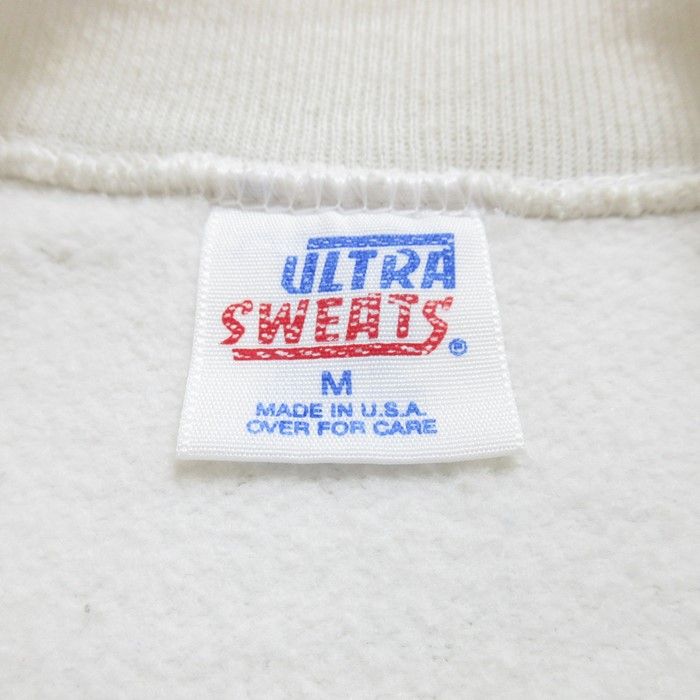 ULTRA
SWEATS®
M
MADE IN U.S.A.
OVER FOR CARE